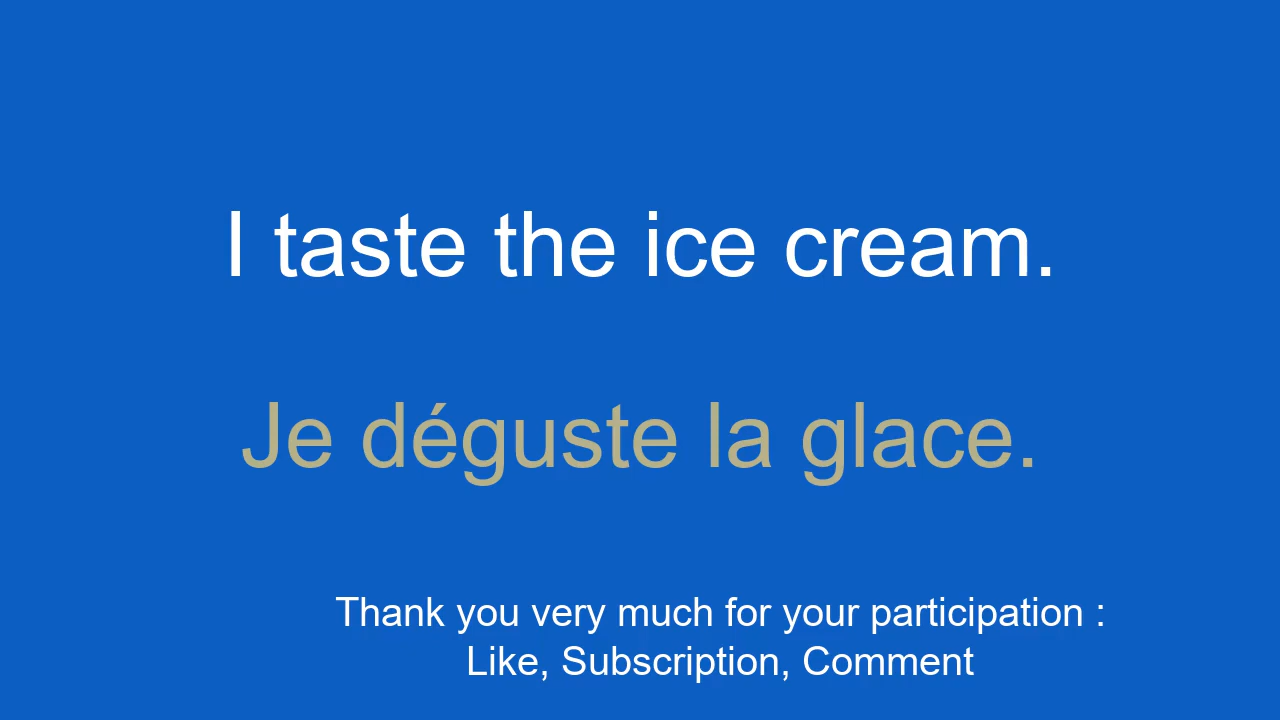 I taste the ice cream.
Je déguste la glace.
Thank you very much for your participation :
Like, Subscription, Comment